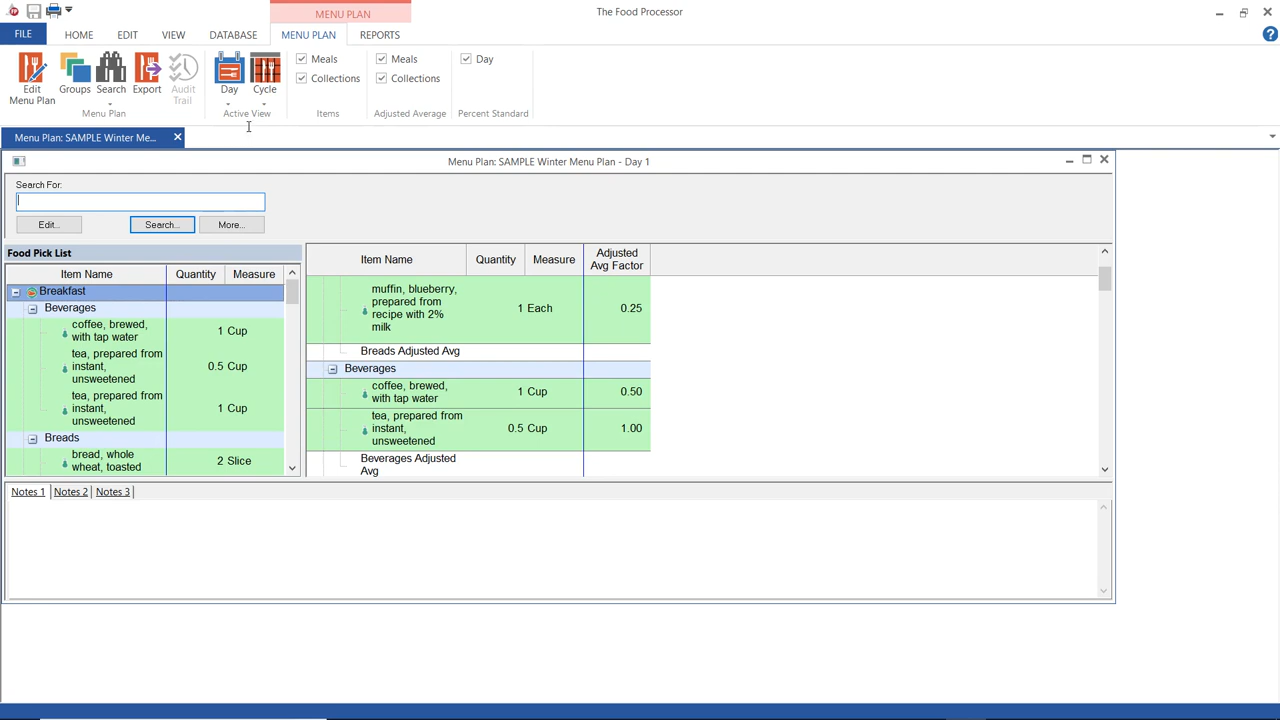 MENU PLAN
The Food Processor
FILE
HOME
EDIT
VIEW
DATABASE
MENU PLAN
REPORTS
Edit
Menu Plan
Groups
Search
Export
Audit
Trail
Menu Plan
Day
Cycle
Active View
Meals
Collections
Items
Meals
Collections
Adjusted Average
Day
Percent Standard
Menu Plan: SAMPLE Winter Me...
Menu Plan: SAMPLE Winter Menu Plan - Day 1
Search For:
Edit...
Search...
More...
Food Pick List
Item Name Quantity Measure
Breakfast
Beverages
coffee, brewed,
with tap water
1 Cup
tea, prepared from
instant,
unsweetened
0.5 Cup
tea, prepared from
instant,
unsweetened
1 Cup
Breads
bread, whole
wheat, toasted
2 Slice
Item Name Quantity Measure
Adjusted
Avg Factor
muffin, blueberry,
prepared from
recipe with 2%
milk
1 Each 0.25
Breads Adjusted Avg
Beverages
coffee, brewed,
with tap water
1 Cup 0.50
tea, prepared from
instant,
unsweetened
0.5 Cup 1.00
Beverages Adjusted
Avg
Notes 1 Notes 2 Notes 3